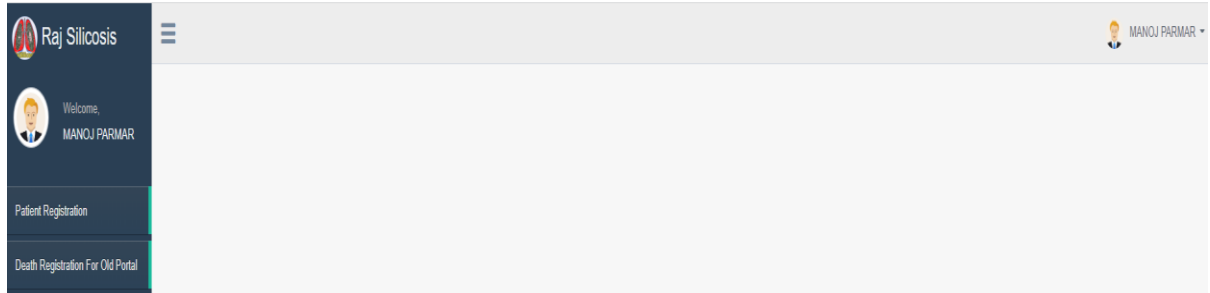 Raj Silicosis
MANOJ PARMAR
Welcome,
MANOJ PARMAR
Patient Registration
Death Registration For Old Portal